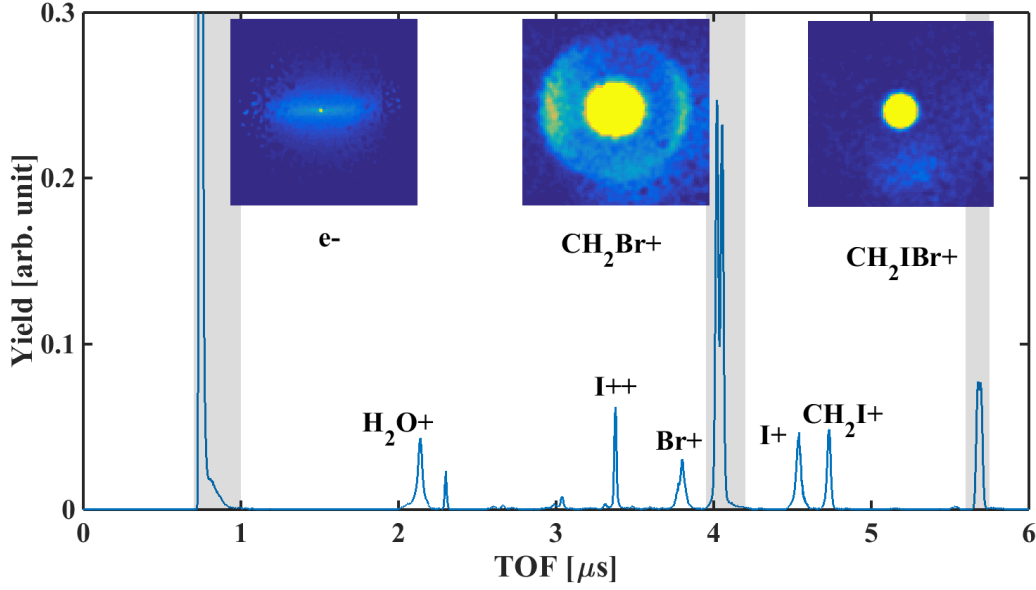 0.3
0.2
0.1
0
Yield [arb. unit]
e-
CH2Br+
CH2IBr+
H2O+
I++
Br+
I+
CH2I+
0 1 2 3 4 5 6
TOF [μs]